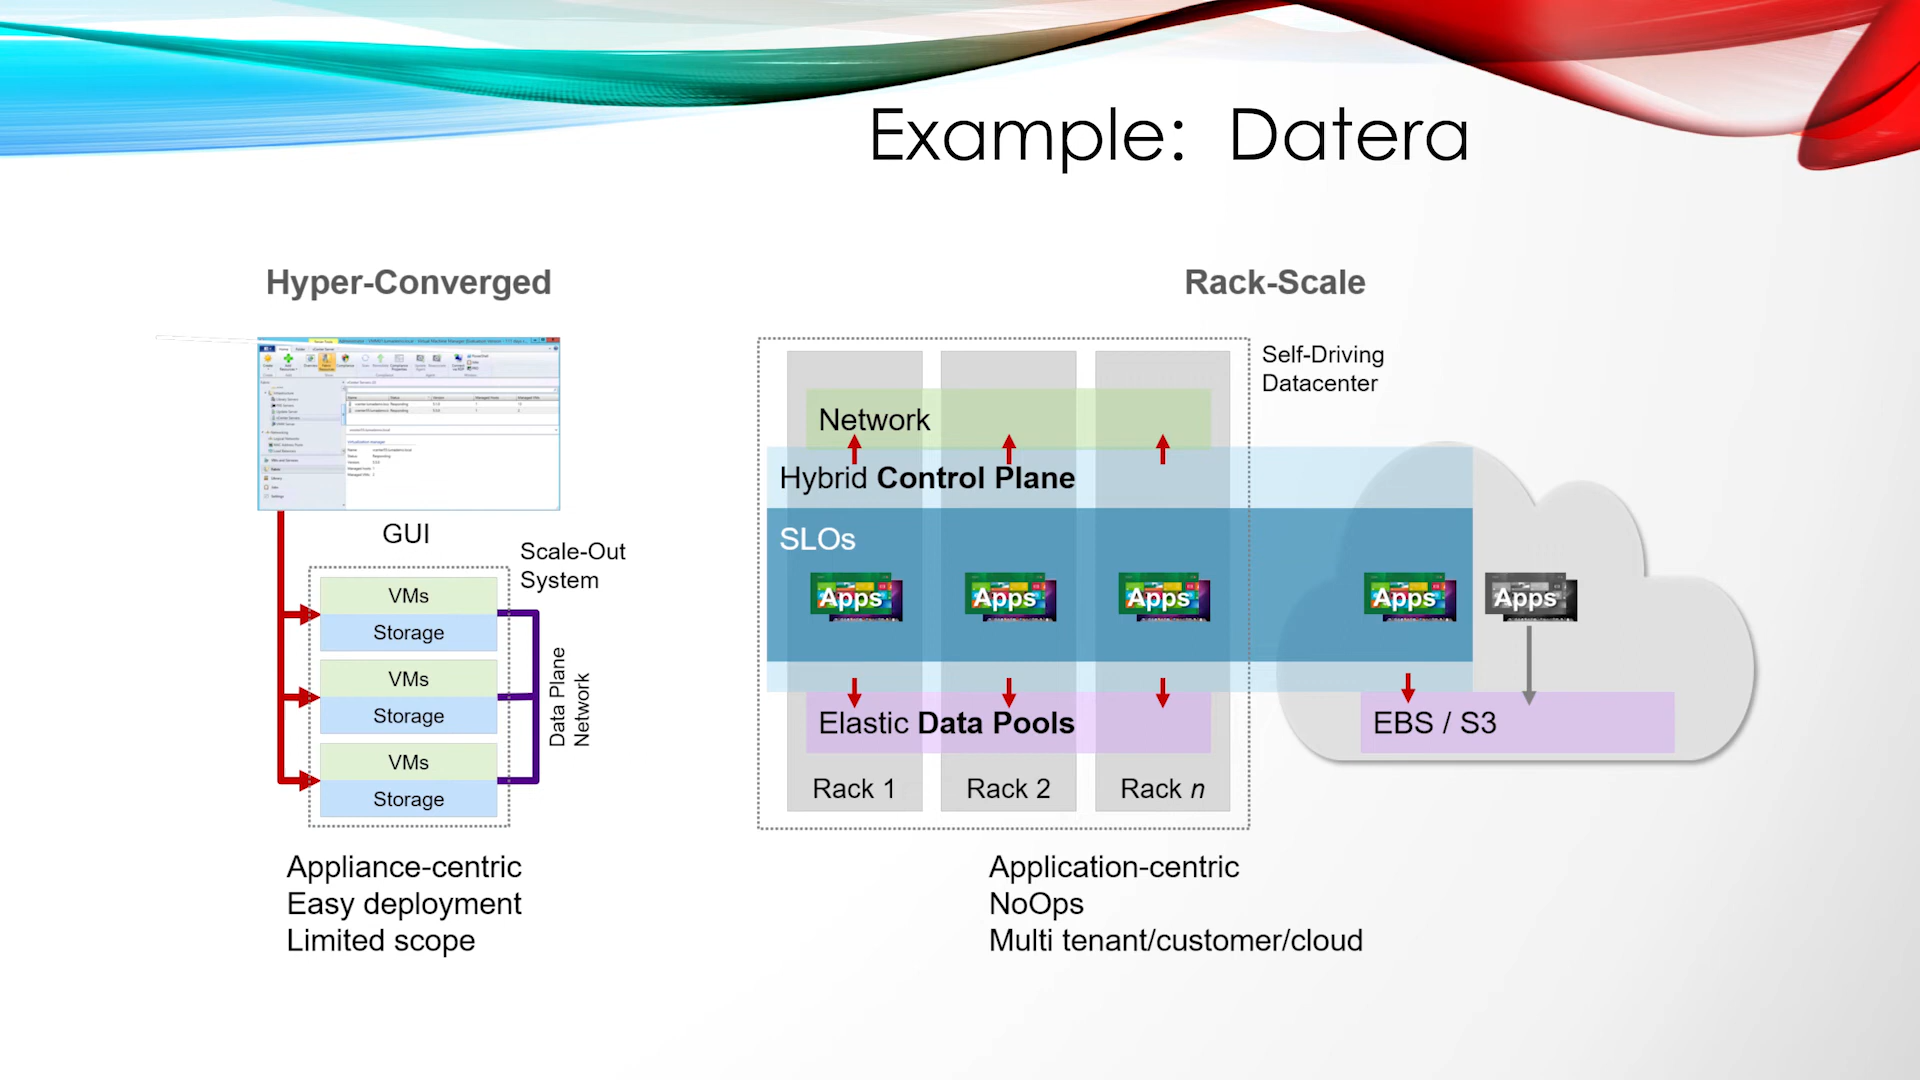 Example: Datera
Hyper-Converged
GUI
Scale-Out
System
VMs
Storage
VMs
Storage
VMs
Storage
Data Plane
Network
Appliance-centric
Easy deployment
Limited scope
Rack-Scale
Self-Driving
Datacenter
Network
Hybrid Control Plane
SLOs
Apps
Apps
Apps
Apps
Apps
Elastic Data Pools
EBS / S3
Rack 1
Rack 2
Rack n
Application-centric
NoOps
Multi tenant/customer/cloud